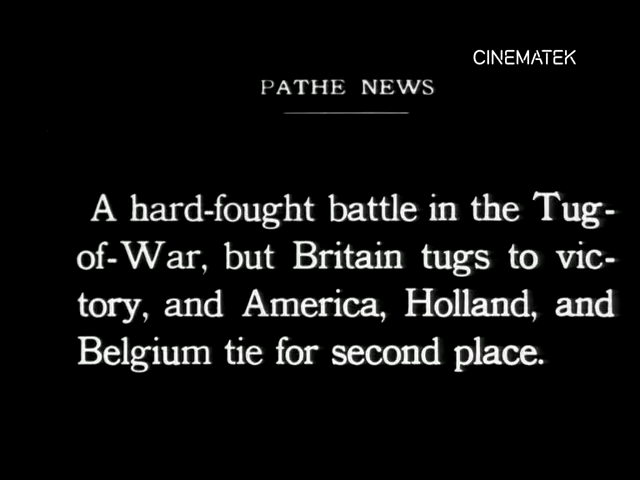 CINEMATEK
PATHE NEWS
A hard-fought battle in the Tug-
of-War, but Britain tugs to vic-
tory, and America, Holland, and
Belgium tie for second place.